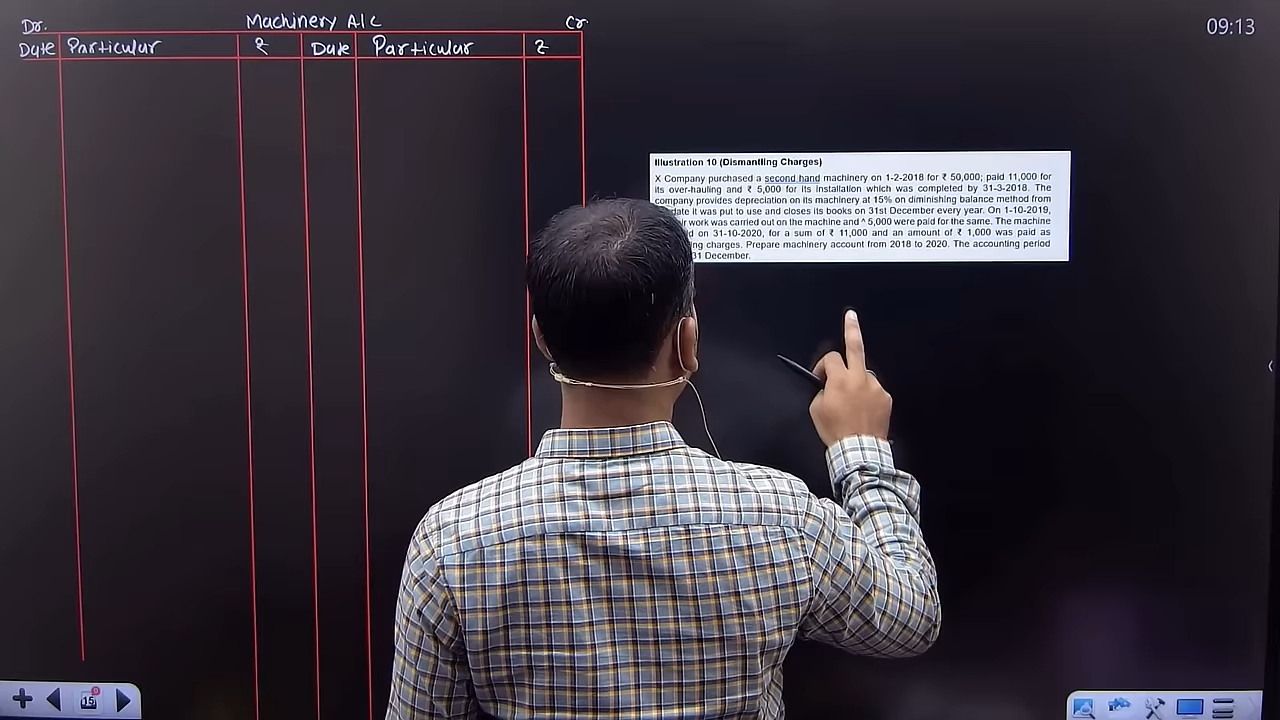 Dr. Machinery A/c Cr.
Date Particular ₹ Date Particular ₹
09:13
Illustration 10 (Dismantling Charges)
X Company purchased a second hand machinery on 1-2-2018 for ₹ 50,000; paid 11,000 for
its over-hauling and ₹ 5,000 for its installation which was completed by 31-3-2018. The
company provides depreciation on its machinery at 15% on diminishing balance method from
date it was put to use and closes its books on 31st December every year. On 1-10-2019,
work was carried out on the machine and ^ 5,000 were paid for the same. The machine
on 31-10-2020, for a sum of ₹ 11,000 and an amount of ₹ 1,000 was paid as
charges. Prepare machinery account from 2018 to 2020. The accounting period
31 December.
15